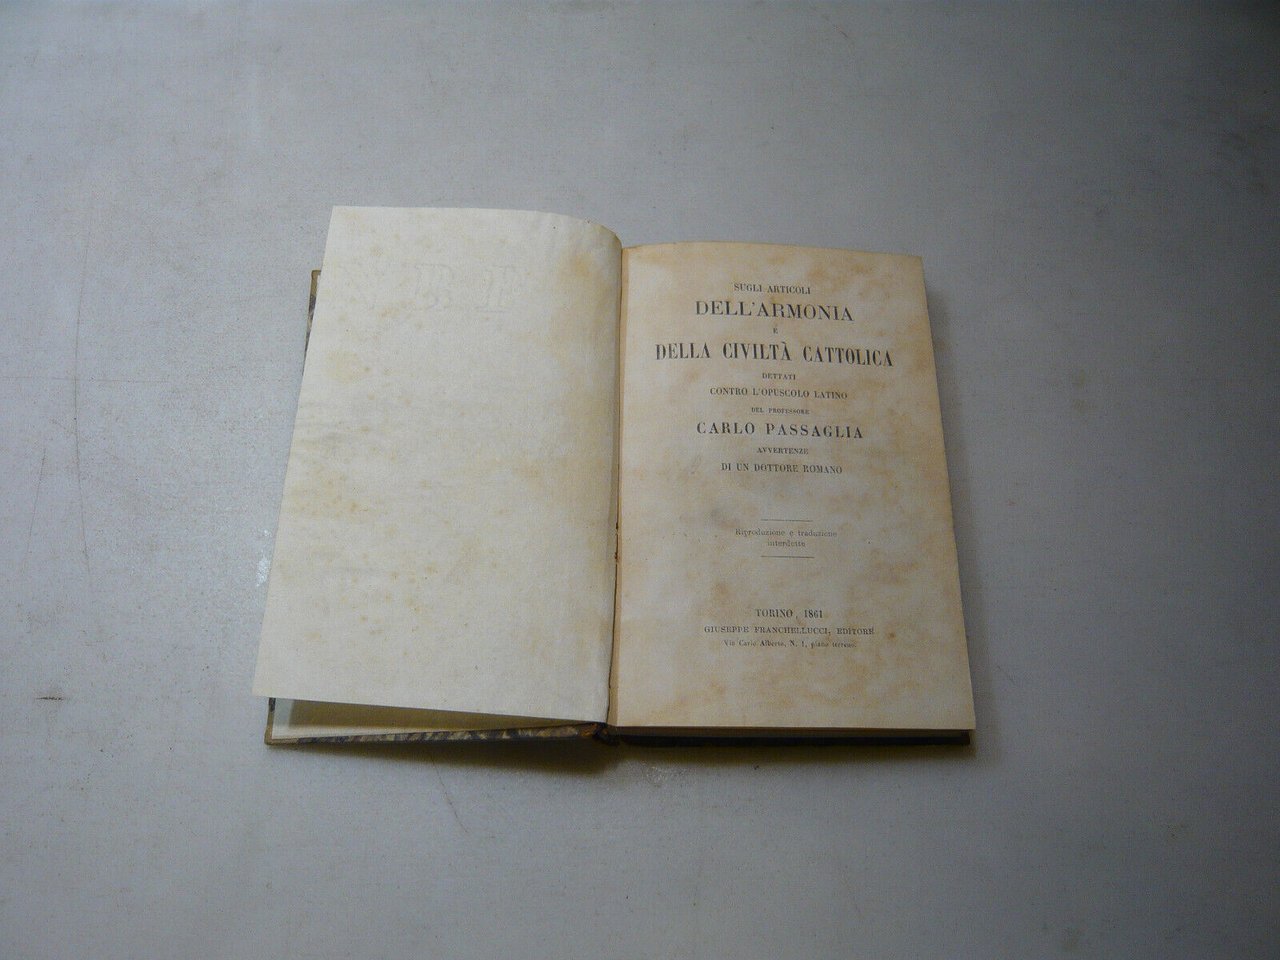 SUGLI ARTICOLI
DELL'ARMONIA
E
DELLA CIVILTÀ CATTOLICA
DETTATI
CONTRO L'OPUSCOLO LATINO
DEL PROFESSORE
CARLO PASSAGLIA
AVVERTENZE
DI UN DOTTORE ROMANO
Riproduzione e traduzione
interdette
TORINO, 1861
GIUSEPPE FRANCHELLUCCI, EDITORE
Via Carlo Alberto, N. 1, piano terreno.